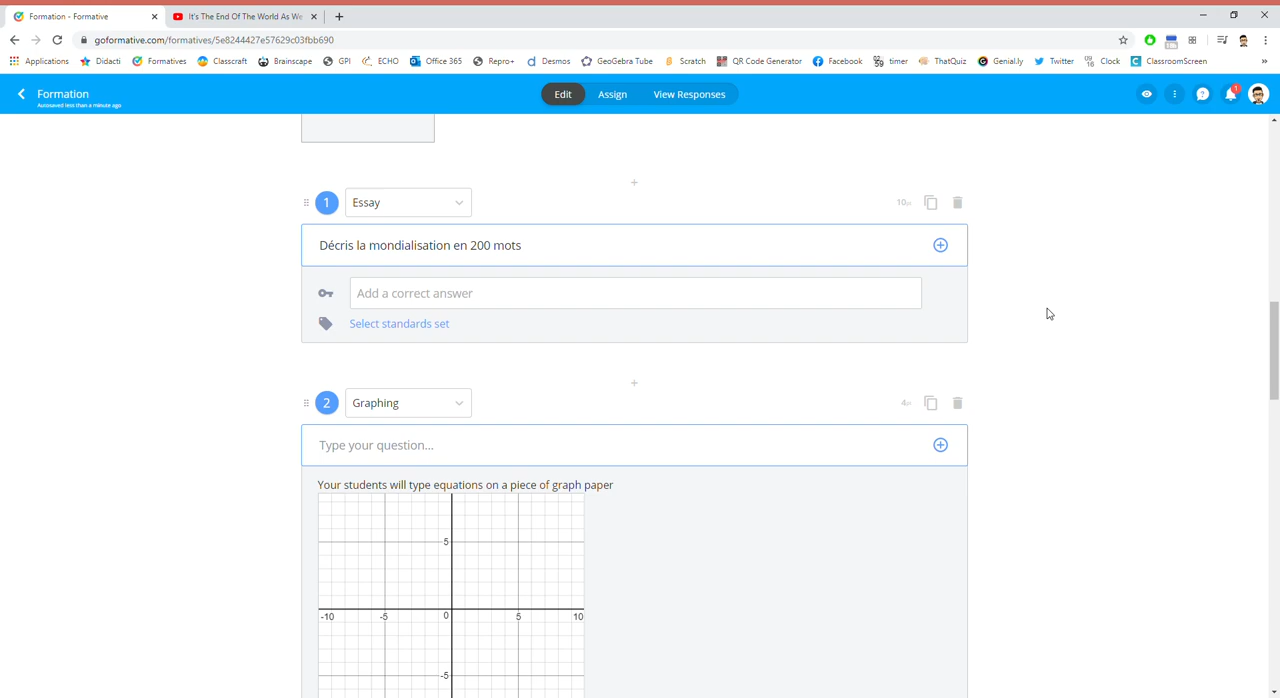 Formation - Formative
It's The End Of The World As We
goformative.com/formatives/5e8244427e57629c03fbb690
Applications Didacti Formatives Classcraft Brainscape GPI ECHO Office 365 Repro+ Desmos GeoGebra Tube Scratch QR Code Generator Facebook timer ThatQuiz Genial.ly Twitter Clock ClassroomScreen »
Formation
Autosaved less than a minute ago
Edit Assign View Responses
1
1 Essay 10pt
Décris la mondialisation en 200 mots
Add a correct answer
Select standards set
2 Graphing 4pt
Type your question...
Your students will type equations on a piece of graph paper
5
-10 -5 0 5 10
-5